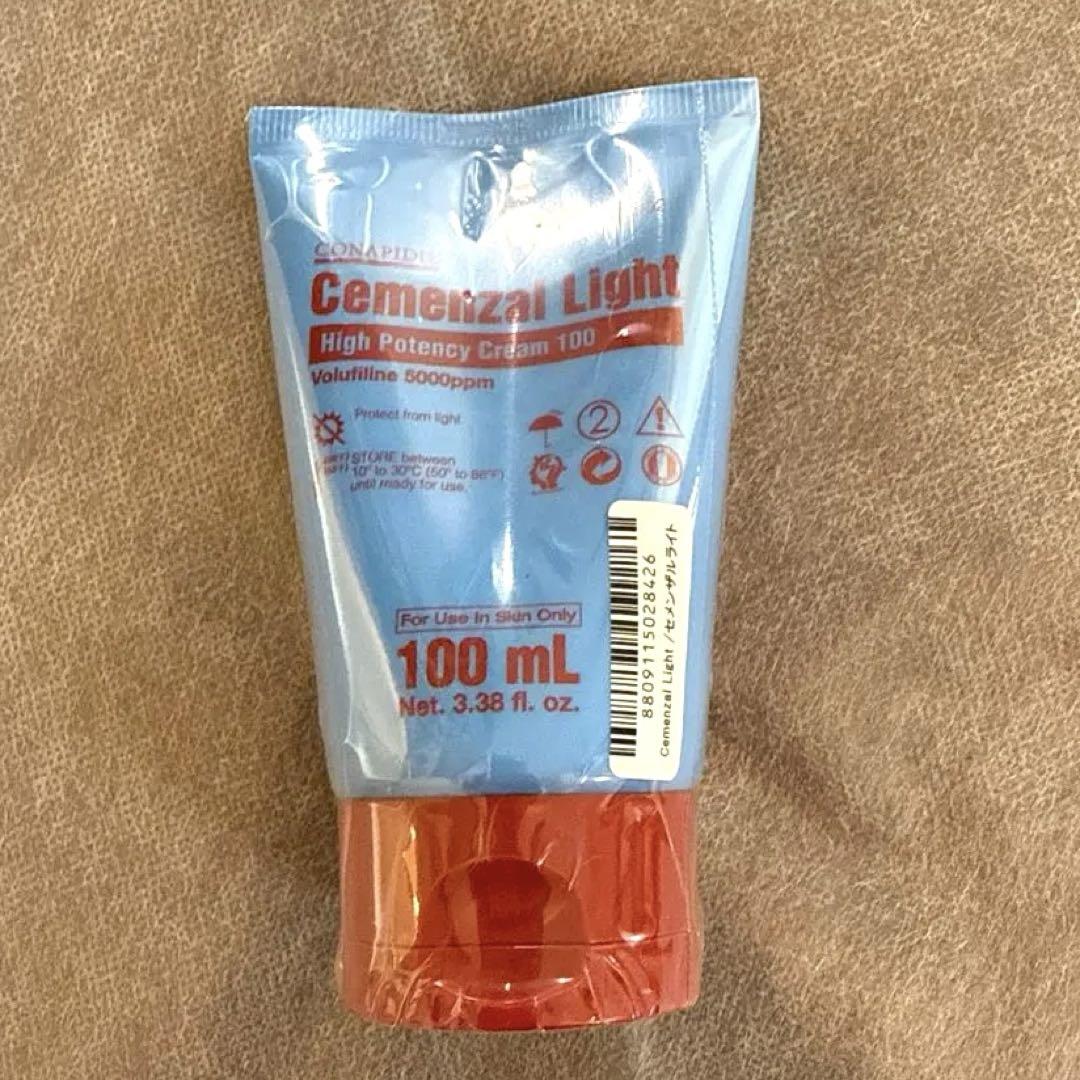 Cemenzal Light
High Potency Cream 100
Volufiline 5000ppm
Protect from light
STORE between
10° to 30°C (50° to 86°F)
until ready for use.
2
For Use In Skin Only
100 mL
Net. 3.38 fl. oz.
8809115028426
Cemenzal Light /セメンザルライト